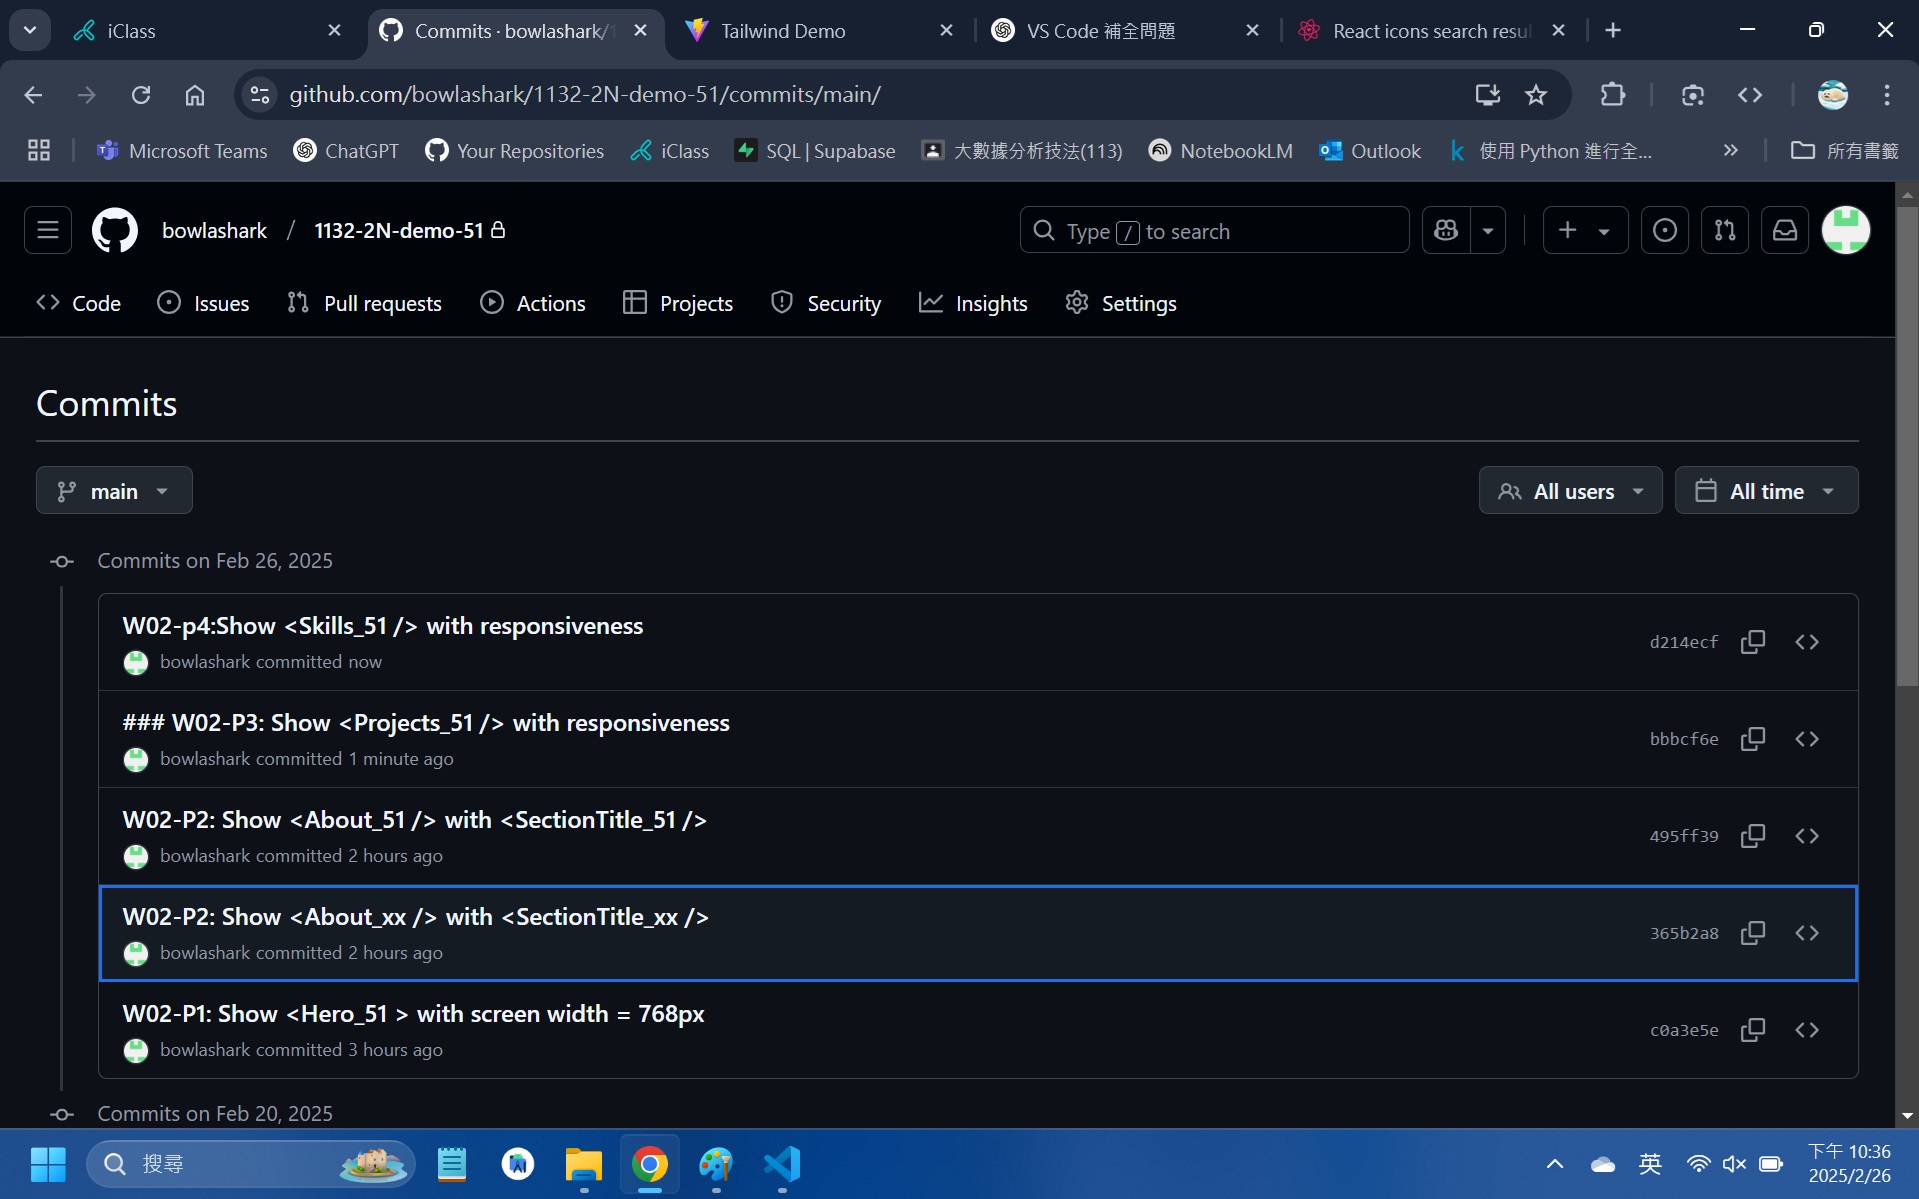 iClass
Commits · bowlashark/1
Tailwind Demo
VS Code 補全問題
React icons search resul
github.com/bowlashark/1132-2N-demo-51/commits/main/
Microsoft Teams
ChatGPT
Your Repositories
iClass
SQL | Supabase
大數據分析技法(113)
NotebookLM
Outlook
使用 Python 進行全...
所有書籤
bowlashark / 1132-2N-demo-51
Type / to search
Code
Issues
Pull requests
Actions
Projects
Security
Insights
Settings
Commits
main
All users
All time
Commits on Feb 26, 2025
W02-p4:Show <Skills_51 /> with responsiveness
bowlashark committed now
d214ecf
### W02-P3: Show <Projects_51 /> with responsiveness
bowlashark committed 1 minute ago
bbbcf6e
W02-P2: Show <About_51 /> with <SectionTitle_51 />
bowlashark committed 2 hours ago
495ff39
W02-P2: Show <About_xx /> with <SectionTitle_xx />
bowlashark committed 2 hours ago
365b2a8
W02-P1: Show <Hero_51 > with screen width = 768px
bowlashark committed 3 hours ago
c0a3e5e
Commits on Feb 20, 2025
搜尋
英
下午 10:36
2025/2/26